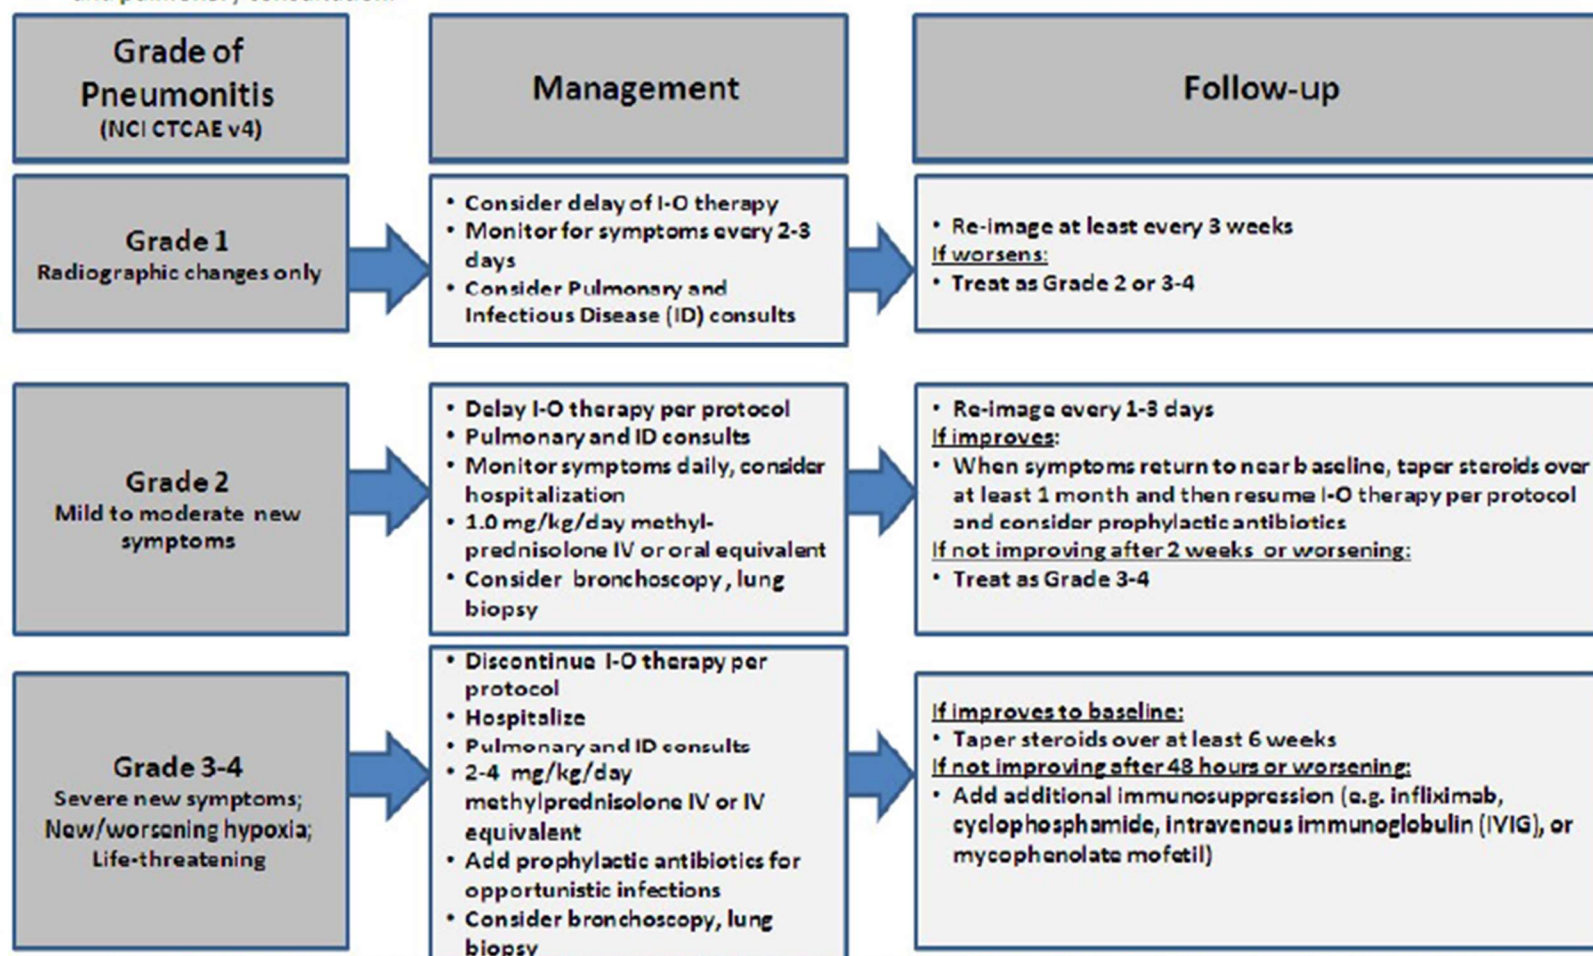 and pulmonary consultation.
Grade of
Pneumonitis
(NCI CTCAE v4)
Management
Follow-up
Grade 1
Radiographic changes only
• Consider delay of I-O therapy
• Monitor for symptoms every 2-3
days
• Consider Pulmonary and
Infectious Disease (ID) consults
• Re-image at least every 3 weeks
If worsens:
• Treat as Grade 2 or 3-4
Grade 2
Mild to moderate new
symptoms
• Delay I-O therapy per protocol
• Pulmonary and ID consults
• Monitor symptoms daily, consider
hospitalization
• 1.0 mg/kg/day methyl-
prednisolone IV or oral equivalent
• Consider bronchoscopy, lung
biopsy
• Re-image every 1-3 days
If improves:
• When symptoms return to near baseline, taper steroids over
at least 1 month and then resume I-O therapy per protocol
and consider prophylactic antibiotics
If not improving after 2 weeks or worsening:
• Treat as Grade 3-4
Grade 3-4
Severe new symptoms;
New/worsening hypoxia;
Life-threatening
• Discontinue I-O therapy per
protocol
• Hospitalize
• Pulmonary and ID consults
• 2-4 mg/kg/day
methylprednisolone IV or IV
equivalent
• Add prophylactic antibiotics for
opportunistic infections
• Consider bronchoscopy, lung
biopsy
If improves to baseline:
• Taper steroids over at least 6 weeks
If not improving after 48 hours or worsening:
• Add additional immunosuppression (e.g. infliximab,
cyclophosphamide, intravenous immunoglobulin (IVIG), or
mycophenolate mofetil)